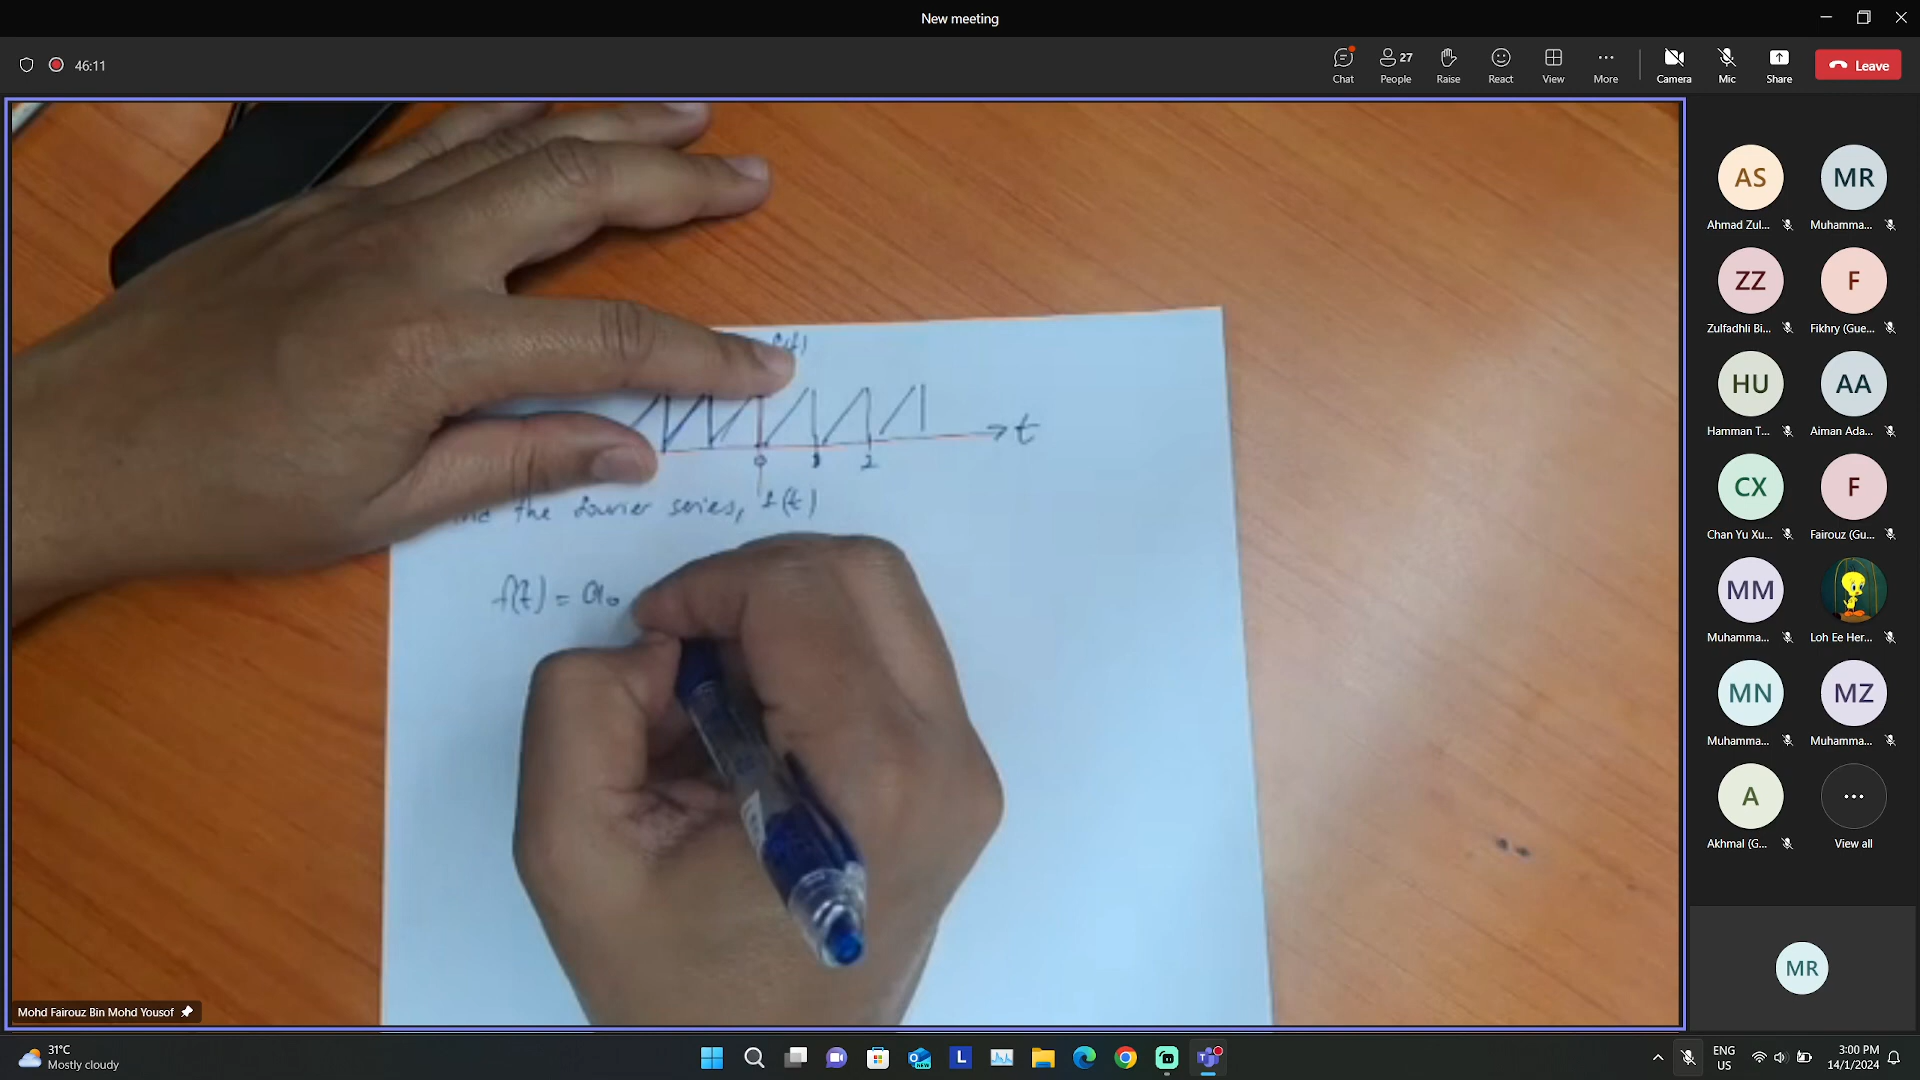 New meeting
46:11
Chat
27
People
Raise
React
View
More
Camera
Mic
Share
Leave
AS
MR
Ahmad Zul...
Muhamma...
ZZ
F
Zulfadhli Bi...
Fikhry (Gue...
HU
AA
Hamman T...
Aiman Ada...
CX
F
Chan Yu Xu...
Fairouz (Gu...
MM
Muhamma...
Loh Ee Her...
MN
MZ
Muhamma...
Muhamma...
A
Akhmal (G...
View all
MR
f(t)
t
0 1 2
the fourier series, f(t)
f(t) = a₀
Mohd Fairouz Bin Mohd Yousof
31°C
Mostly cloudy
NEW
L
ENG
US
3:00 PM
14/1/2024